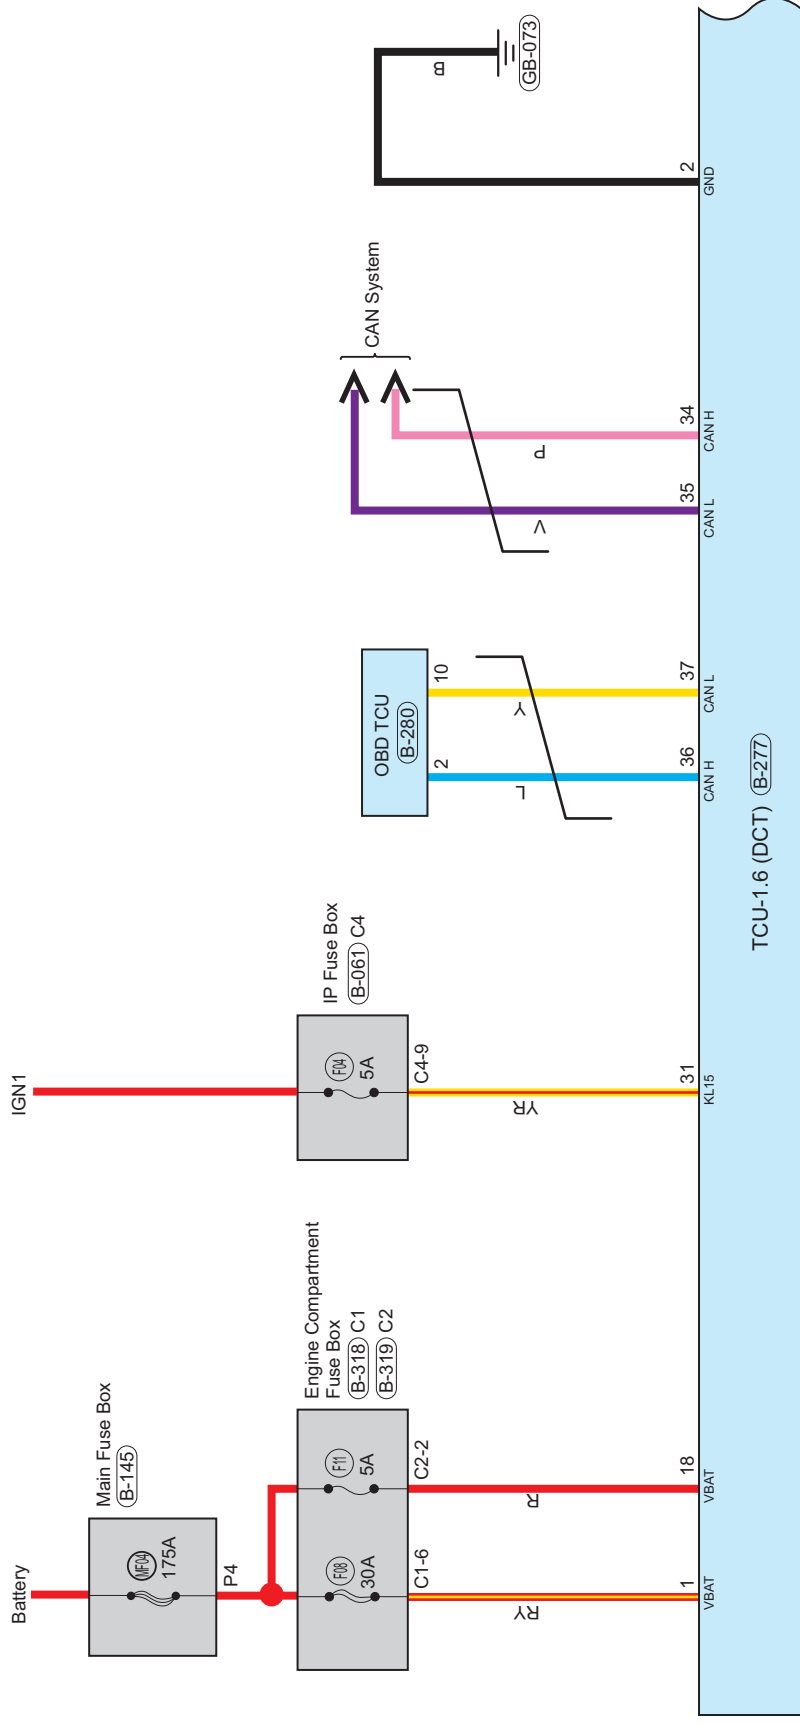 Battery
Main Fuse Box
B-145
MF04
175A
P4
Engine Compartment
Fuse Box
B-318 C1
B-319 C2
F08
30A
F11
5A
C1-6
C2-2
RY
R
1
VBAT
18
VBAT
IGN1
IP Fuse Box
B-061 C4
F04
5A
C4-9
YR
31
KL15
OBD TCU
B-280
2
10
L
Y
36
CAN H
37
CAN L
CAN System
V
P
35
CAN L
34
CAN H
B
GB-073
2
GND
TCU-1.6 (DCT) B-277